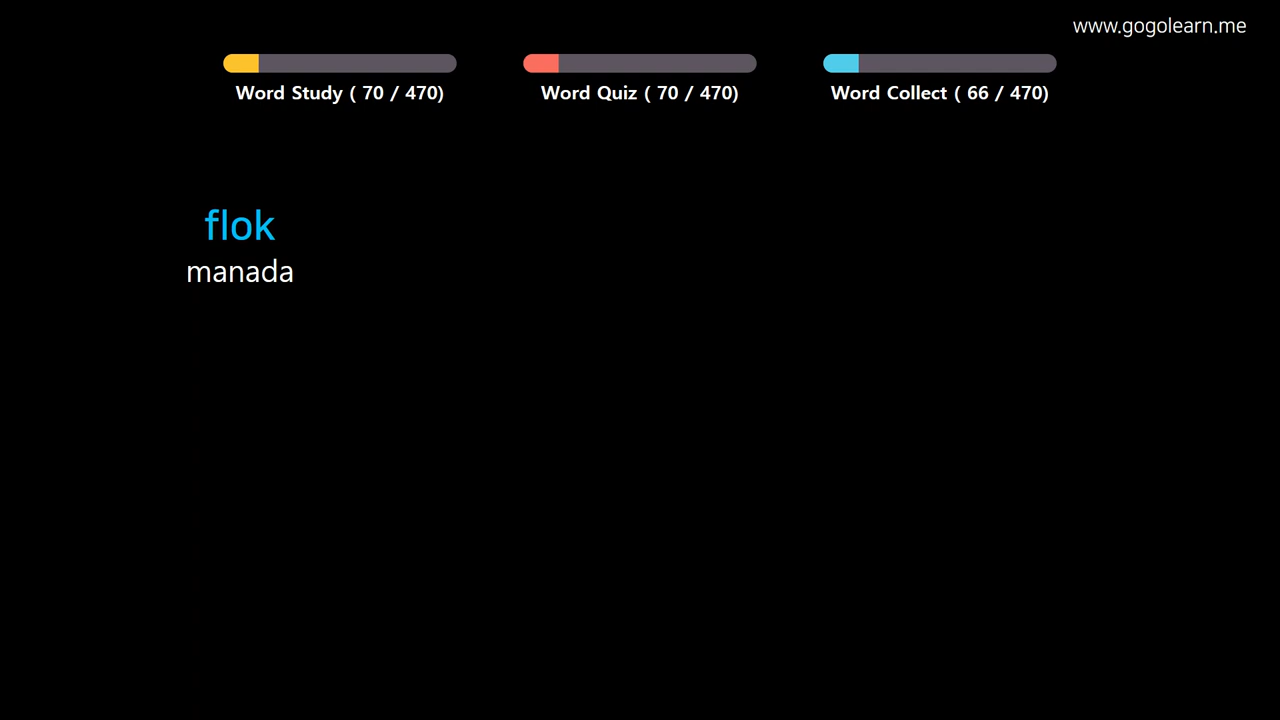 www.gogolearn.me
Word Study ( 70 / 470)
Word Quiz ( 70 / 470)
Word Collect ( 66 / 470)
flok
manada